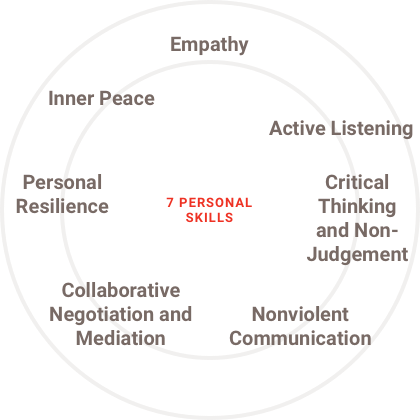 Empathy
Inner Peace
Active Listening
Personal
Resilience
7 PERSONAL
SKILLS
Critical
Thinking
and Non-
Judgement
Collaborative
Negotiation and
Mediation
Nonviolent
Communication